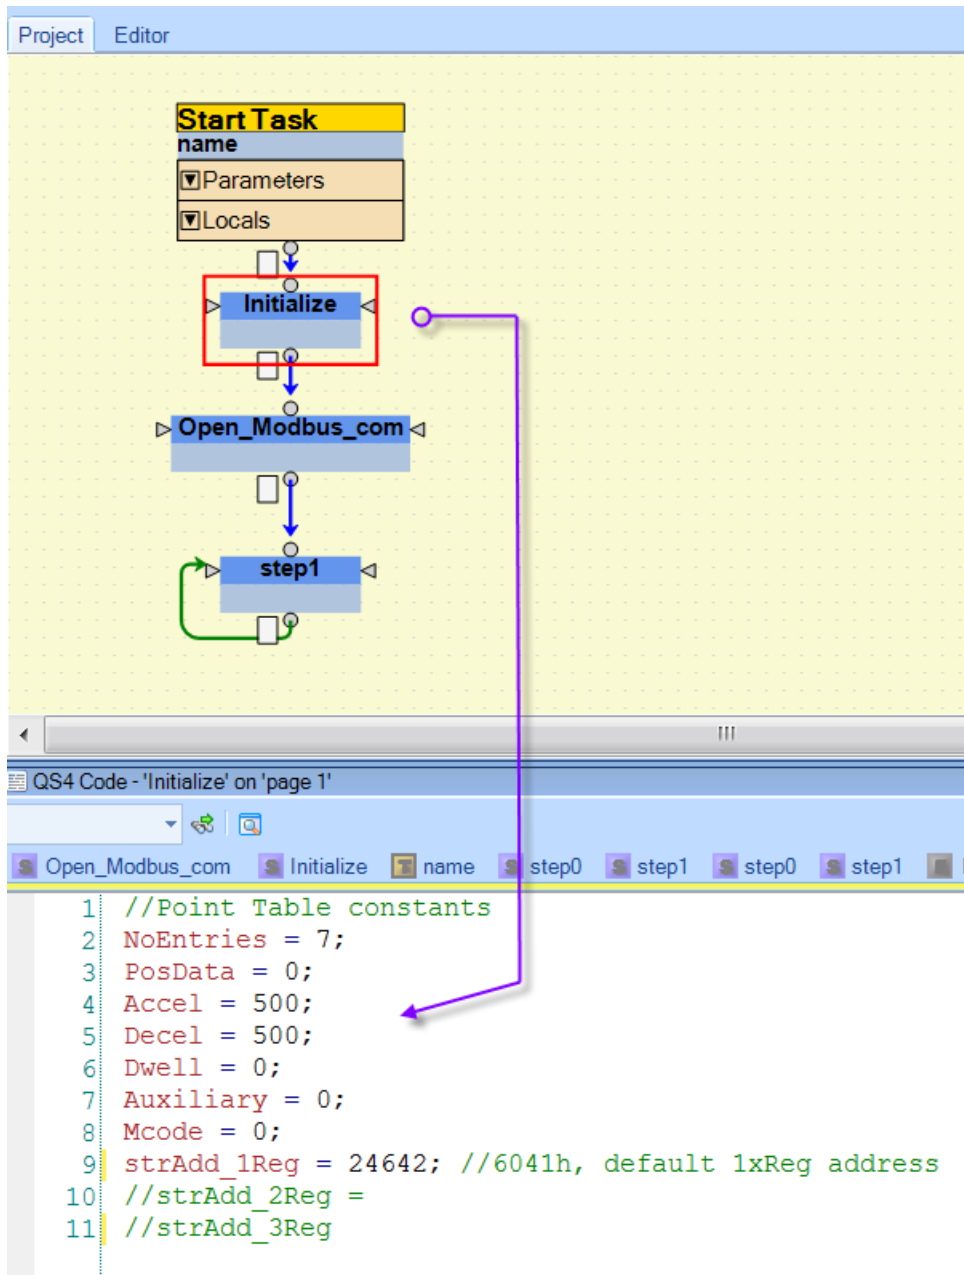 Project Editor
Start Task
name
Parameters
Locals
Initialize
Open_Modbus_com
step1
QS4 Code - 'Initialize' on 'page 1'
Open_Modbus_com Initialize name step0 step1 step0 step1
1 //Point Table constants
2 NoEntries = 7;
3 PosData = 0;
4 Accel = 500;
5 Decel = 500;
6 Dwell = 0;
7 Auxiliary = 0;
8 Mcode = 0;
9 strAdd_1Reg = 24642; //6041h, default 1xReg address
10 //strAdd_2Reg =
11 //strAdd_3Reg